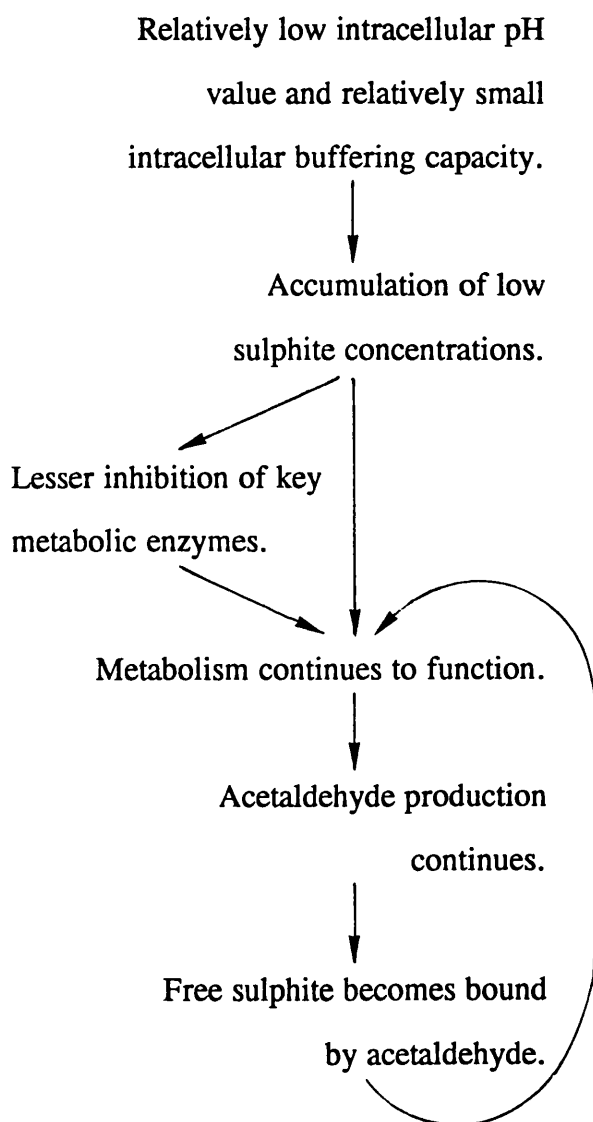 Relatively low intracellular pH
value and relatively small
intracellular buffering capacity.
Accumulation of low
sulphite concentrations.
Lesser inhibition of key
metabolic enzymes.
Metabolism continues to function.
Acetaldehyde production
continues.
Free sulphite becomes bound
by acetaldehyde.